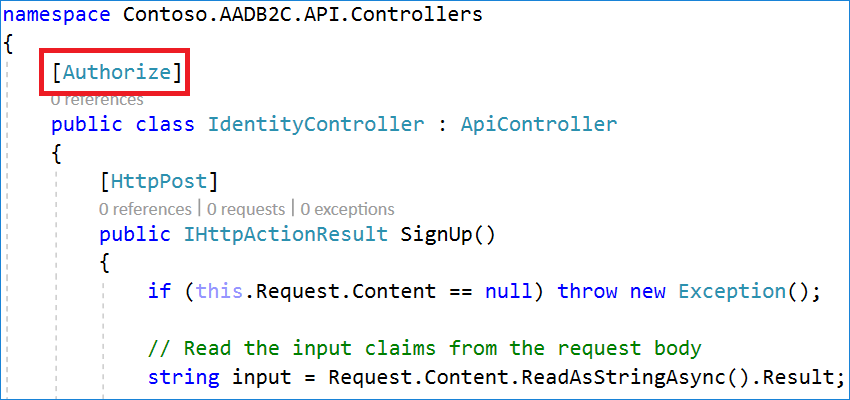 namespace Contoso.AADB2C.API.Controllers
{
[Authorize]
0 references
public class IdentityController : ApiController
{
[HttpPost]
0 references | 0 requests | 0 exceptions
public IHttpActionResult SignUp()
{
if (this.Request.Content == null) throw new Exception();
// Read the input claims from the request body
string input = Request.Content.ReadAsStringAsync().Result;